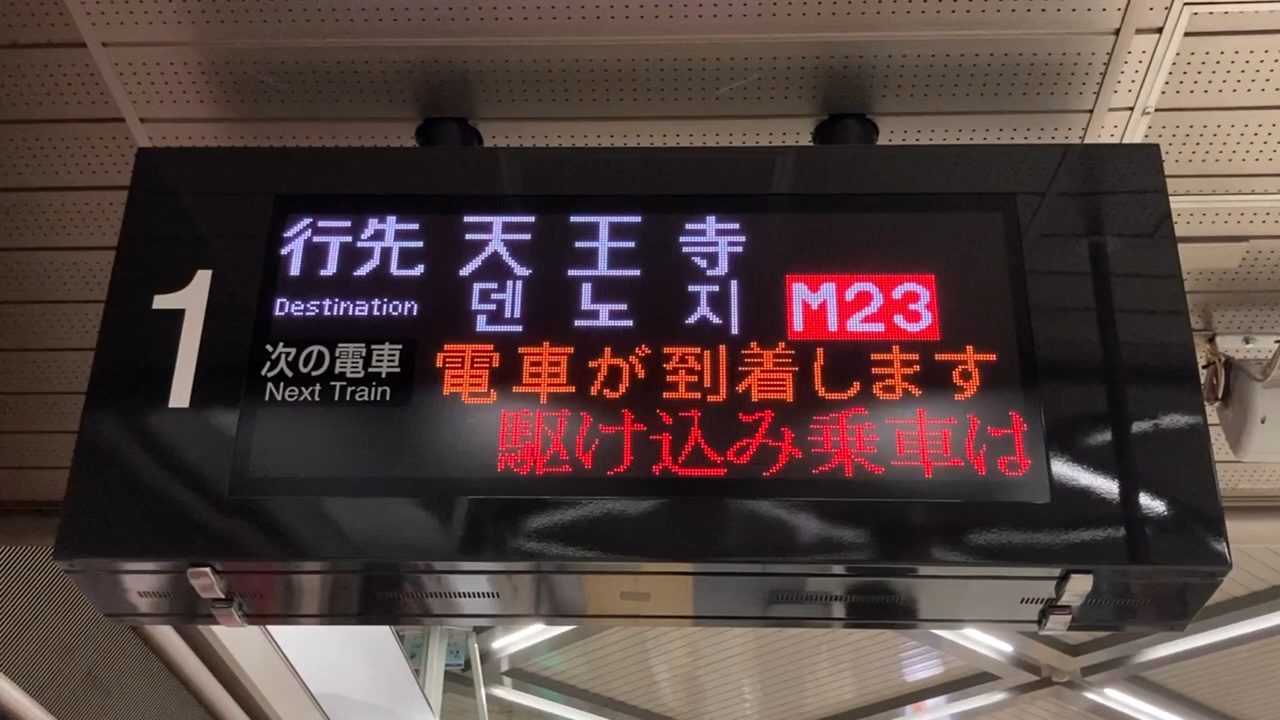 1
行先 天王寺
Destination 덴노지 M23
次の電車 電車が到着します
Next Train
駆け込み乗車は